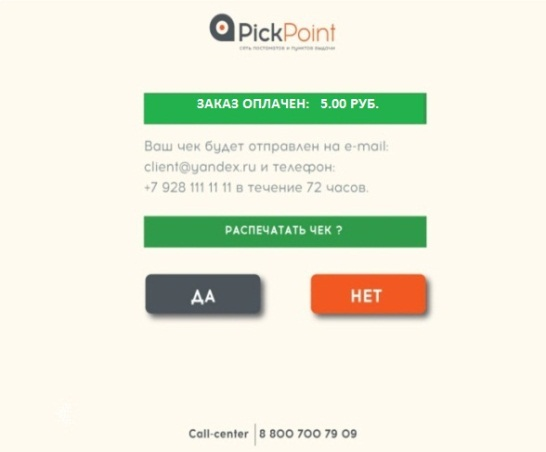 PickPoint
сеть постаматов и пунктов выдачи
ЗАКАЗ ОПЛАЧЕН: 5.00 РУБ.
Ваш чек будет отправлен на e-mail:
client@yandex.ru и телефон:
+7 928 111 11 11 в течение 72 часов.
РАСПЕЧАТАТЬ ЧЕК ?
ДА НЕТ
Call-center 8 800 700 79 09